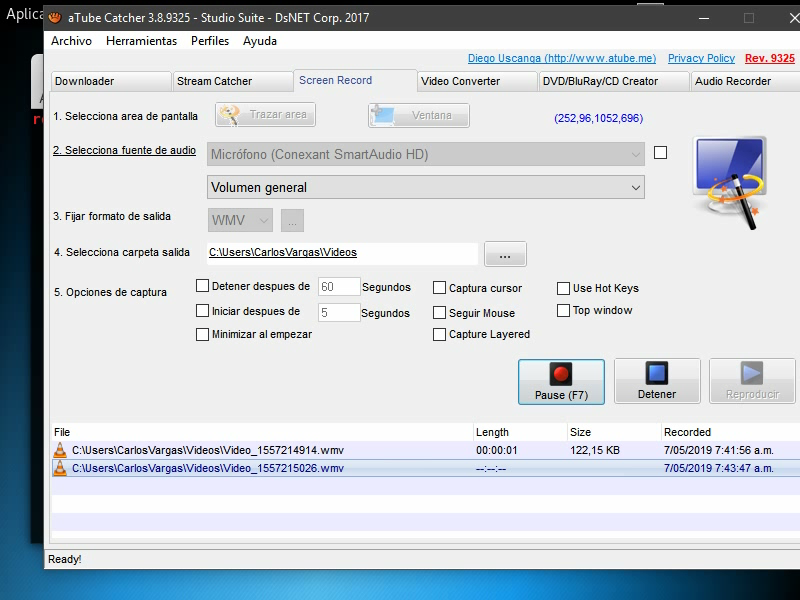 Aplica
aTube Catcher 3.8.9325 - Studio Suite - DsNET Corp. 2017
Archivo Herramientas Perfiles Ayuda
Diego Uscanga (http://www.atube.me) Privacy Policy Rev. 9325
Downloader Stream Catcher Screen Record Video Converter DVD/BluRay/CD Creator Audio Recorder
1. Selecciona area de pantalla Trazar area Ventana (252,96,1052,696)
2. Selecciona fuente de audio Micrófono (Conexant SmartAudio HD)
Volumen general
3. Fijar formato de salida WMV ...
4. Selecciona carpeta salida C:\Users\CarlosVargas\Videos ...
5. Opciones de captura
Detener despues de 60 Segundos Captura cursor Use Hot Keys
Iniciar despues de 5 Segundos Seguir Mouse Top window
Minimizar al empezar Capture Layered
Pause (F7) Detener Reproducir
File Length Size Recorded
C:\Users\CarlosVargas\Videos\Video_1557214914.wmv 00:00:01 122,15 KB 7/05/2019 7:41:56 a.m.
C:\Users\CarlosVargas\Videos\Video_1557215026.wmv --:--:-- 7/05/2019 7:43:47 a.m.
Ready!